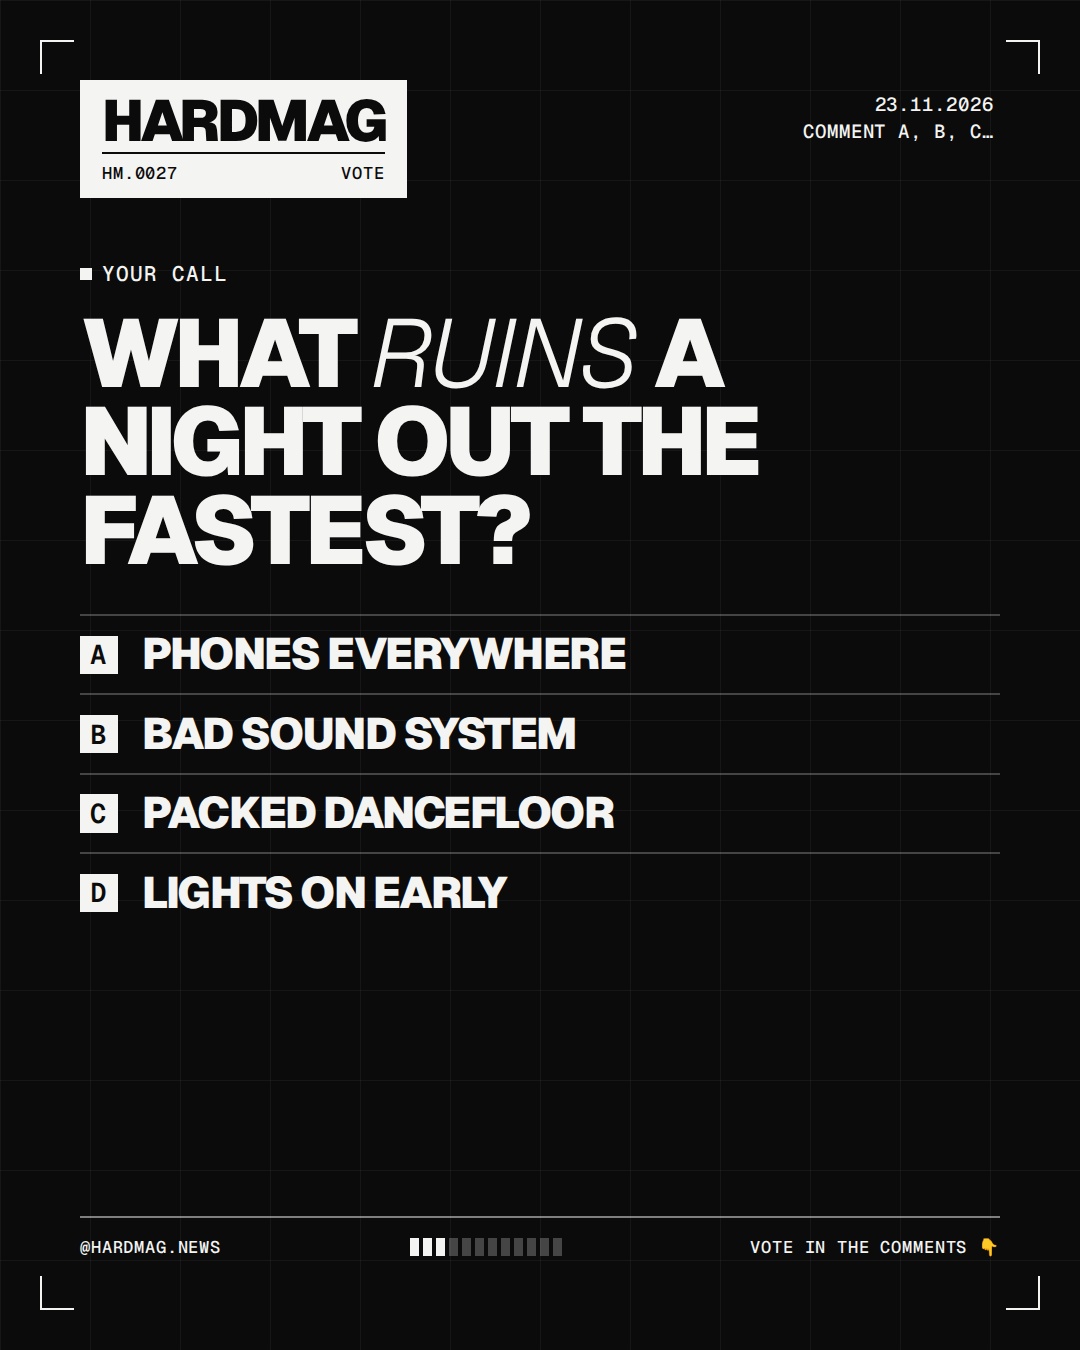 HARDMAG
HM.0027 VOTE
23.11.2026
COMMENT A, B, C…
YOUR CALL
WHAT RUINS A
NIGHT OUT THE
FASTEST?
A PHONES EVERYWHERE
B BAD SOUND SYSTEM
C PACKED DANCEFLOOR
D LIGHTS ON EARLY
@HARDMAG.NEWS
VOTE IN THE COMMENTS 👇